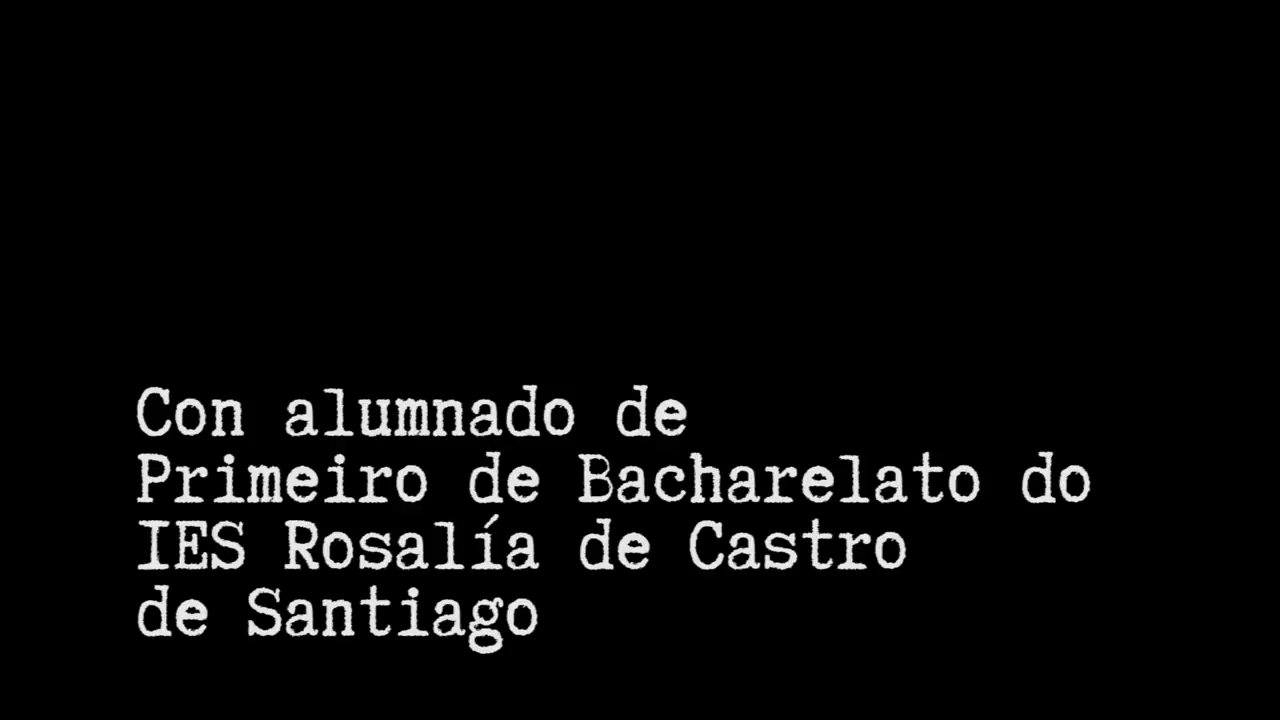 Con alumnado de
Primeiro de Bacharelato do
IES Rosalía de Castro
de Santiago